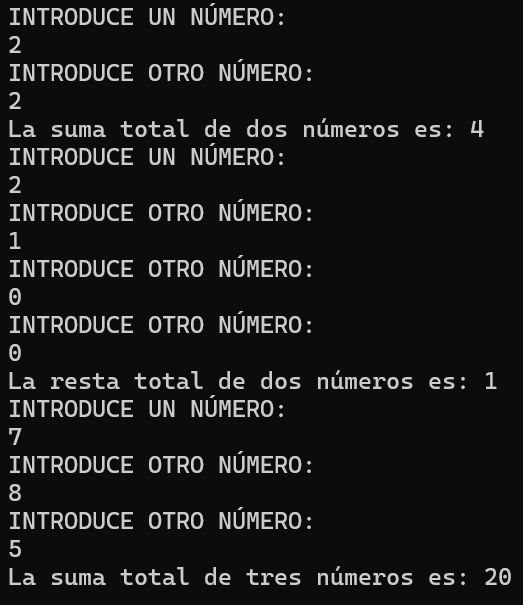 INTRODUCE UN NÚMERO:
2
INTRODUCE OTRO NÚMERO:
2
La suma total de dos números es: 4
INTRODUCE UN NÚMERO:
2
INTRODUCE OTRO NÚMERO:
1
INTRODUCE OTRO NÚMERO:
0
INTRODUCE OTRO NÚMERO:
0
La resta total de dos números es: 1
INTRODUCE UN NÚMERO:
7
INTRODUCE OTRO NÚMERO:
8
INTRODUCE OTRO NÚMERO:
5
La suma total de tres números es: 20